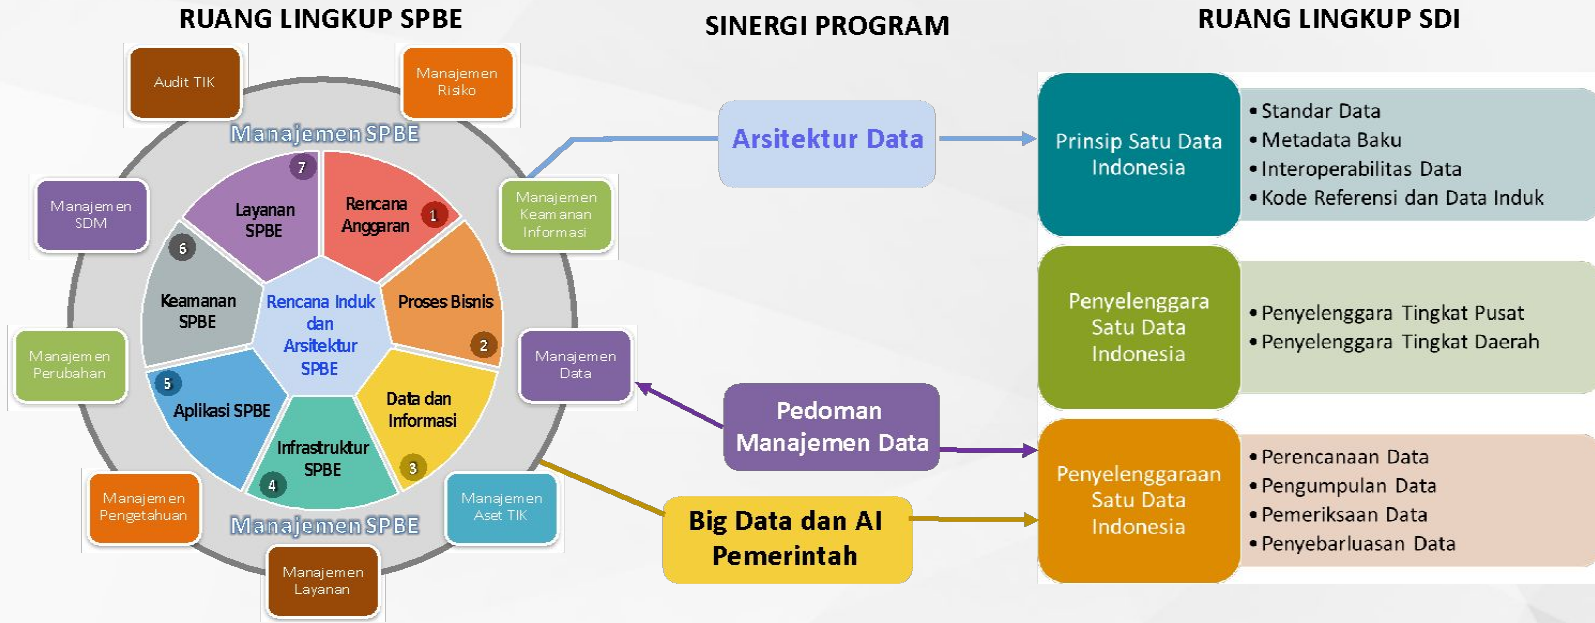 RUANG LINGKUP SPBE
Audit TIK
Manajemen
Risiko
Manajemen SPBE
Manajemen
SDM
Manajemen
Keamanan
Informasi
7
Layanan
SPBE
Rencana
Anggaran
1
6
Keamanan
SPBE
Rencana Induk
dan
Arsitektur
SPBE
Proses Bisnis
2
Manajemen
Perubahan
Manajemen
Data
5
Aplikasi SPBE
Data dan
Informasi
3
Infrastruktur
SPBE
4
Manajemen
Pengetahuan
Manajemen
Aset TIK
Manajemen SPBE
Manajemen
Layanan
SINERGI PROGRAM
Arsitektur Data
Pedoman
Manajemen Data
Big Data dan AI
Pemerintah
RUANG LINGKUP SDI
Prinsip Satu Data
Indonesia
• Standar Data
• Metadata Baku
• Interoperabilitas Data
• Kode Referensi dan Data Induk
Penyelenggara
Satu Data
Indonesia
• Penyelenggara Tingkat Pusat
• Penyelenggara Tingkat Daerah
Penyelenggaraan
Satu Data
Indonesia
• Perencanaan Data
• Pengumpulan Data
• Pemeriksaan Data
• Penyebarluasan Data